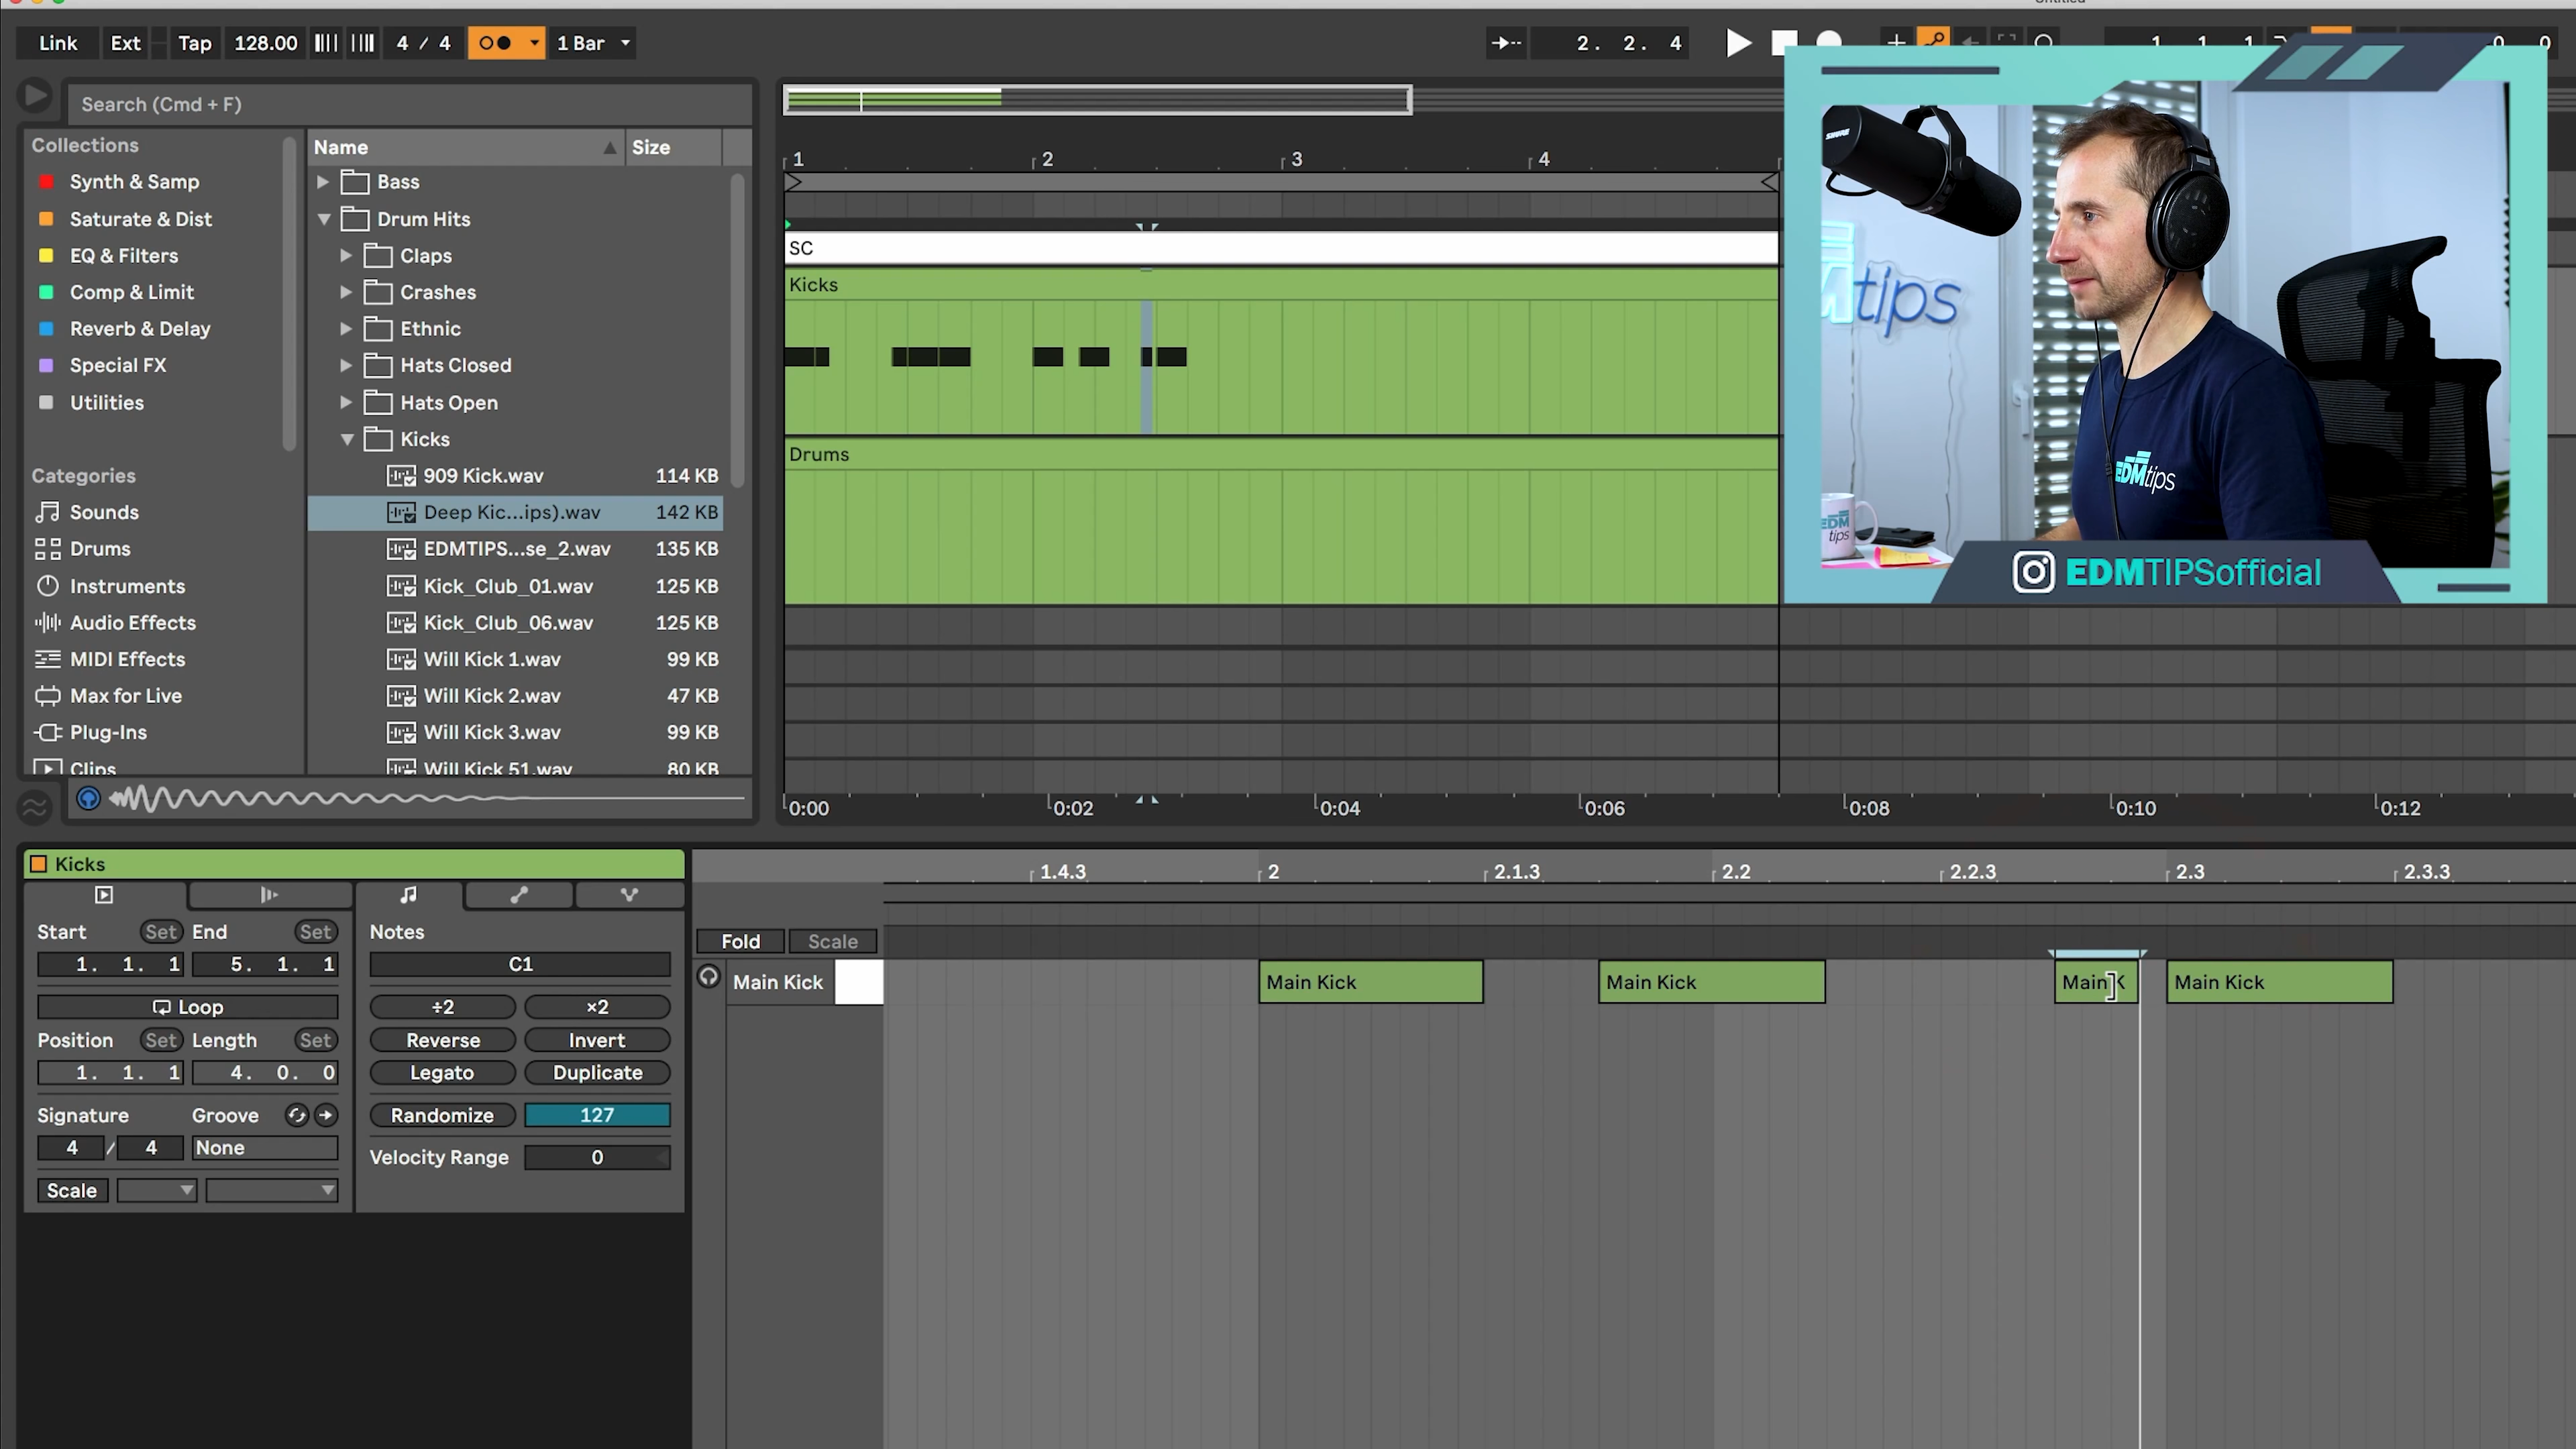 Untitled
Link Ext Tap 128.00 4 / 4 1 Bar 2. 2. 4 1 1 1
Search (Cmd + F)
Collections
Synth & Samp
Saturate & Dist
EQ & Filters
Comp & Limit
Reverb & Delay
Special FX
Utilities
Categories
Sounds
Drums
Instruments
Audio Effects
MIDI Effects
Max for Live
Plug-Ins
Clips
Name Size
Bass
Drum Hits
Claps
Crashes
Ethnic
Hats Closed
Hats Open
Kicks
909 Kick.wav 114 KB
Deep Kic...ips).wav 142 KB
EDMTIPS...se_2.wav 135 KB
Kick_Club_01.wav 125 KB
Kick_Club_06.wav 125 KB
Will Kick 1.wav 99 KB
Will Kick 2.wav 47 KB
Will Kick 3.wav 99 KB
Will Kick 51.wav 80 KB
1 2 3 4
SC
Kicks
Drums
0:00 0:02 0:04 0:06 0:08 0:10 0:12
SHURE
tips
EDMtips
EDM
tips
EDMTIPSofficial
Kicks
Start Set End Set
1. 1. 1 5. 1. 1
Loop
Position Set Length Set
1. 1. 1 4. 0. 0
Signature Groove
4 / 4 None
Scale
Notes
C1
÷2 ×2
Reverse Invert
Legato Duplicate
Randomize 127
Velocity Range 0
1.4.3 2 2.1.3 2.2 2.2.3 2.3 2.3.3
Fold Scale
Main Kick Main Kick Main Kick Main K Main Kick